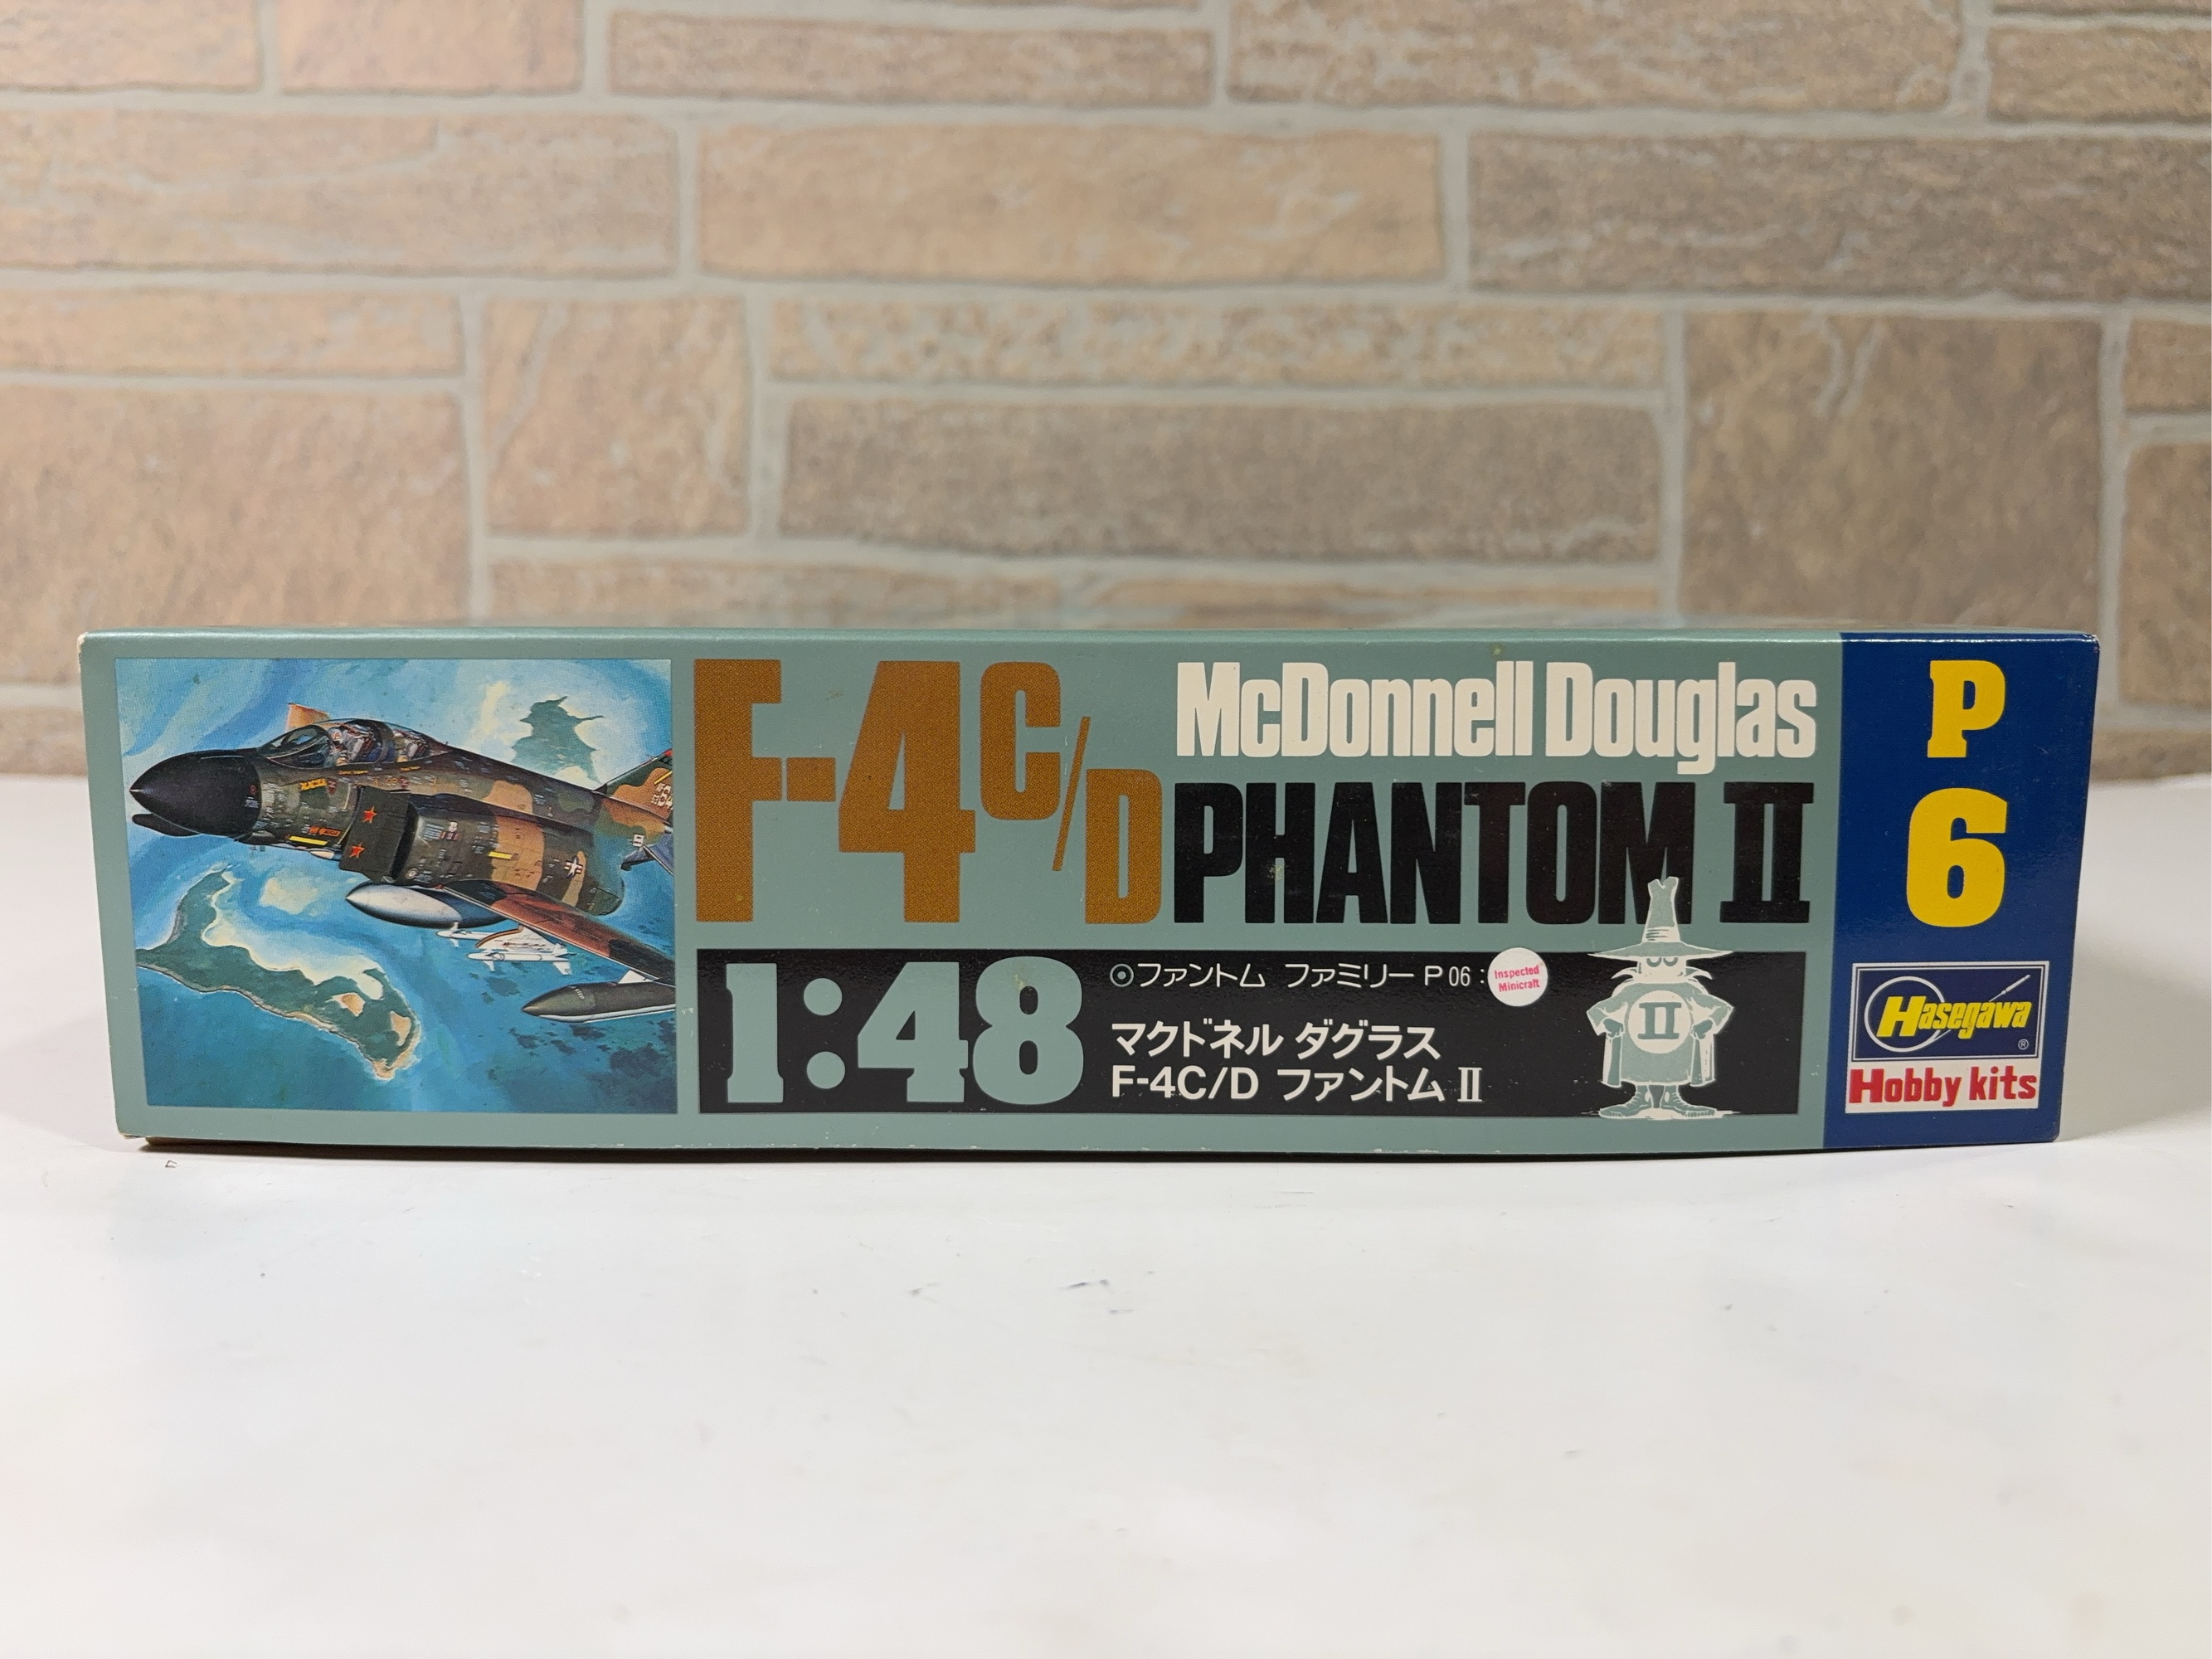 F-4C/D
McDonnell Douglas
PHANTOM II
1:48
◎ファントム ファミリー P06:
Inspected
Minicraft
マクドネル ダグラス
F-4C/D ファントム II
II
P
6
Hasegawa®
Hobby kits